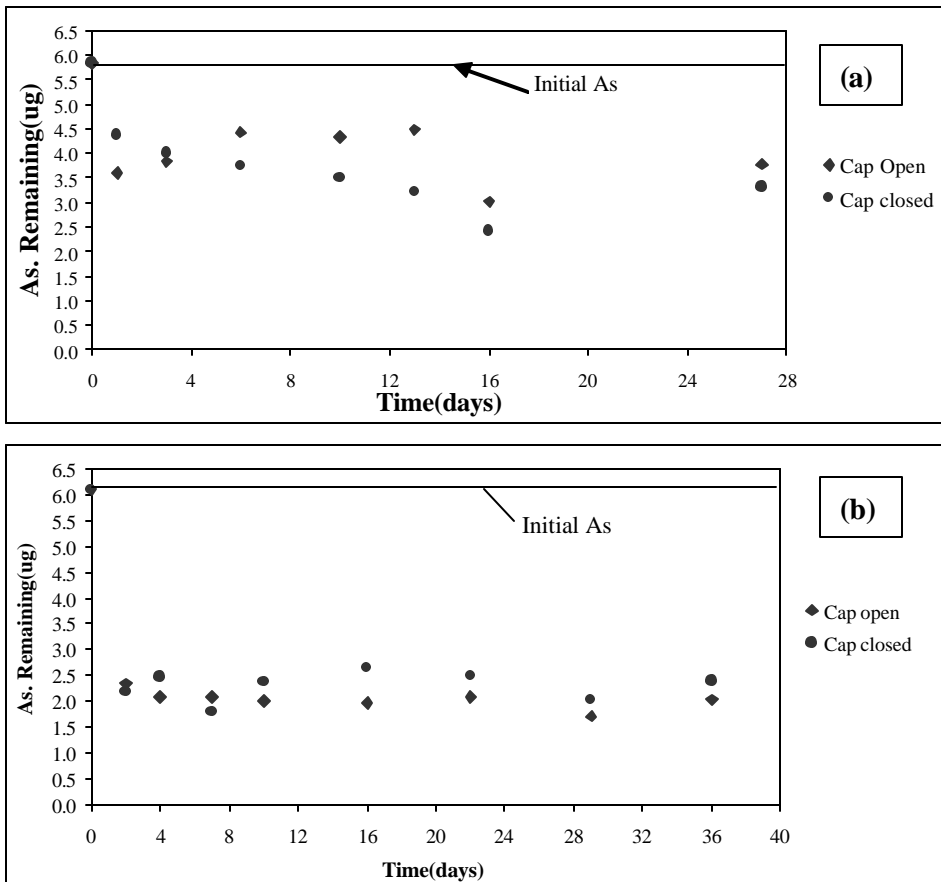 6.5
6.0
5.5
5.0
4.5
4.0
3.5
3.0
2.5
2.0
1.5
1.0
0.5
0.0
As. Remaining(ug)
Initial As
(a)
Cap Open
Cap closed
0 4 8 12 16 20 24 28
Time(days)
6.5
6.0
5.5
5.0
4.5
4.0
3.5
3.0
2.5
2.0
1.5
1.0
0.5
0.0
As. Remaining(ug)
Initial As
(b)
Cap open
Cap closed
0 4 8 12 16 20 24 28 32 36 40
Time(days)